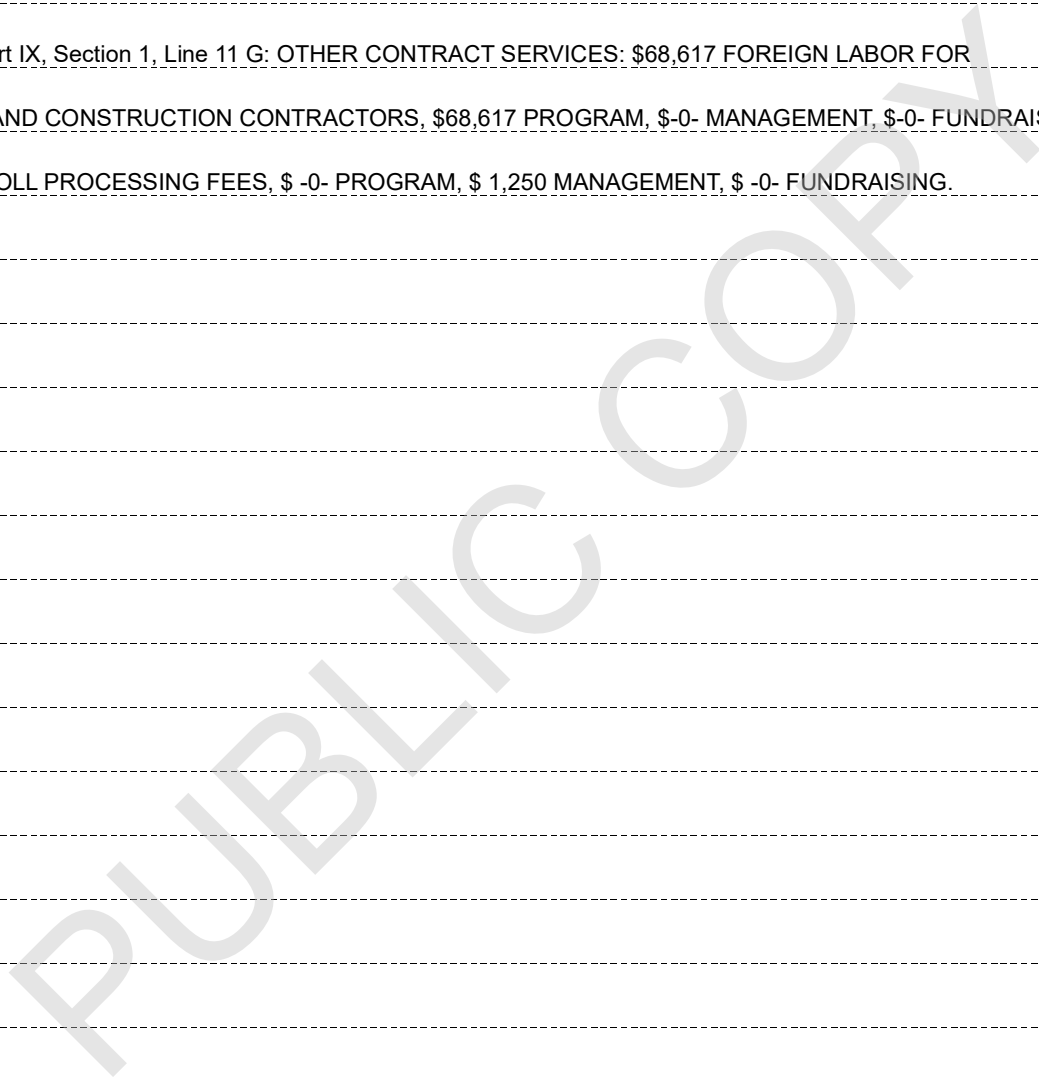 rt IX, Section 1, Line 11 G: OTHER CONTRACT SERVICES: $68,617 FOREIGN LABOR FOR
AND CONSTRUCTION CONTRACTORS, $68,617 PROGRAM, $-0- MANAGEMENT, $-0- FUNDRAIS
OLL PROCESSING FEES, $ -0- PROGRAM, $ 1,250 MANAGEMENT, $ -0- FUNDRAISING.
PUBLIC COPY